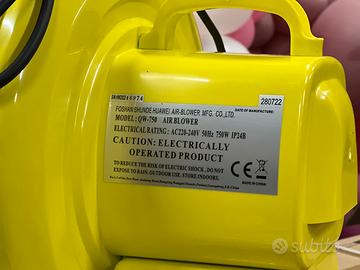 DATE OF MANUFACTURE:
280722
FOSHAN SHUNDE HUAWEI AIR-BLOWER MFG. CO.,LTD.
MODEL: QW-750 AIR BLOWER
ELECTRICAL RATING: AC220-240V 50Hz 750W IP24B
CAUTION: ELECTRICALLY
OPERATED PRODUCT
TO REDUCE THE RISK OF ELECTRIC SHOCK , DO NOT
EXPOSE TO RAIN. OUTDOOR USE. STORE INDOORS.
CE
MADE IN CHINA
subito